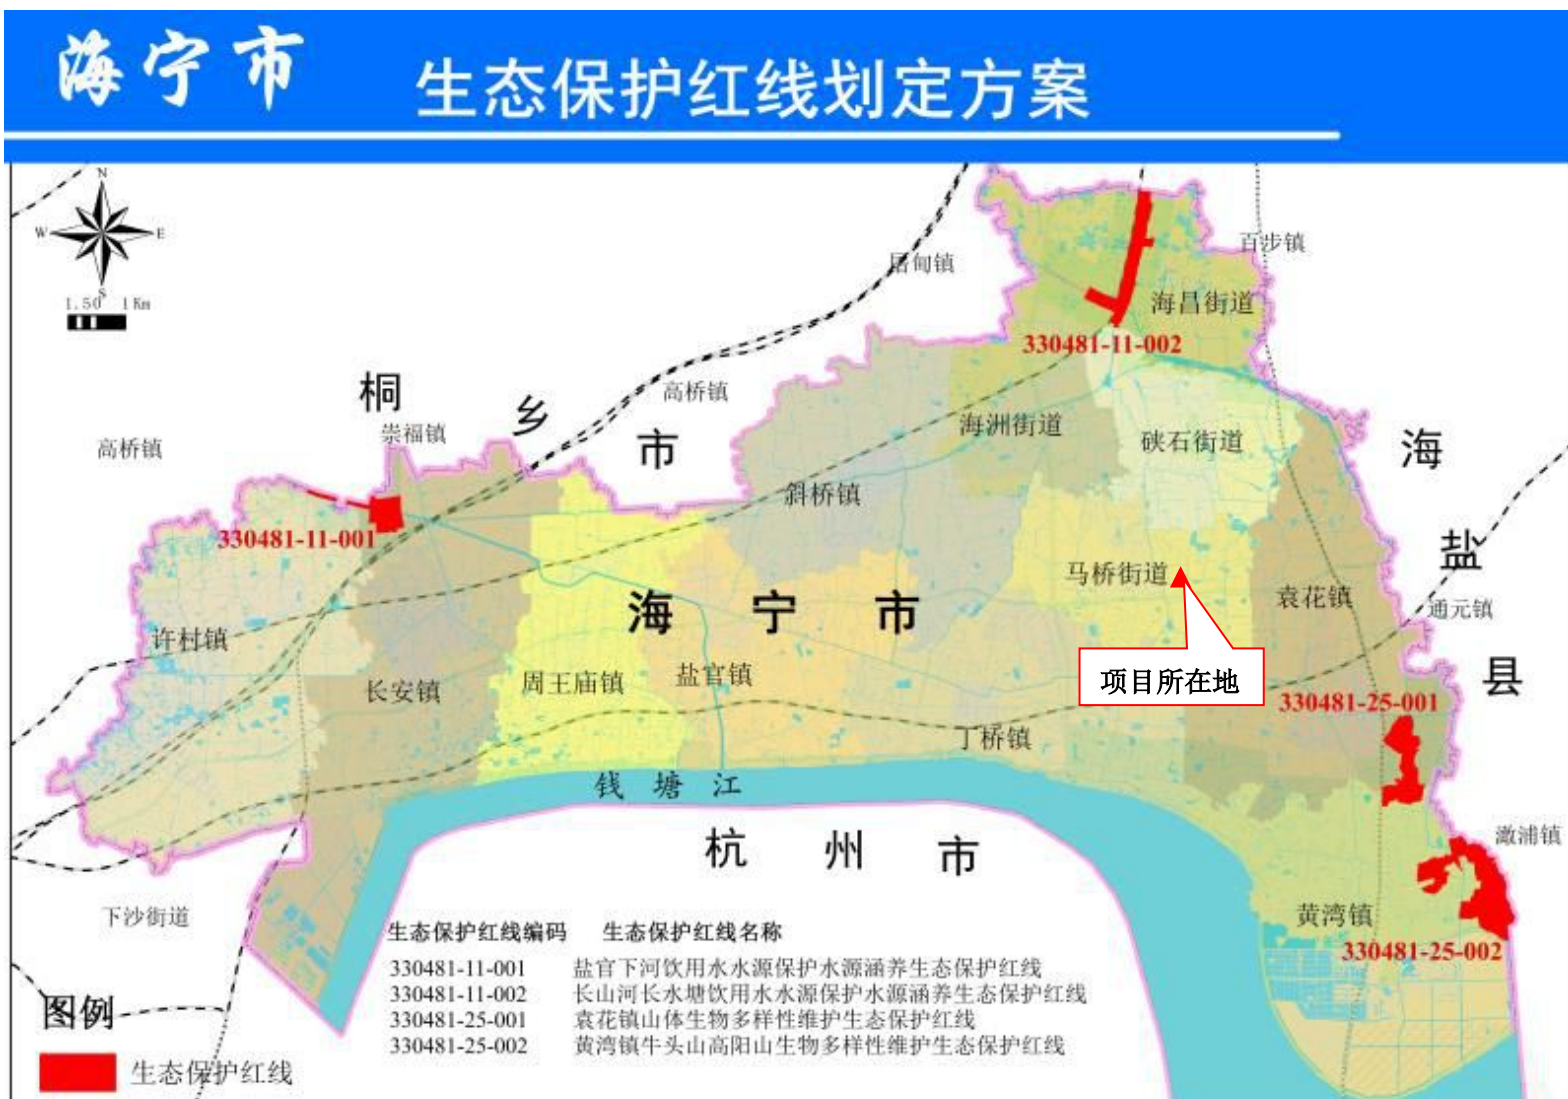 海宁市 生态保护红线划定方案
N
W E
S
1.50 1Km
百步镇
屠甸镇
海昌街道
330481-11-002
桐乡市
高桥镇
崇福镇
高桥镇
海洲街道
硖石街道
海盐县
斜桥镇
330481-11-001
马桥街道
袁花镇
通元镇
海宁市
许村镇
长安镇
周王庙镇
盐官镇
项目所在地
330481-25-001
丁桥镇
钱塘江
杭州市
澉浦镇
下沙街道
黄湾镇
330481-25-002
生态保护红线编码 生态保护红线名称
330481-11-001 盐官下河饮用水水源保护水源涵养生态保护红线
330481-11-002 长山河长水塘饮用水水源保护水源涵养生态保护红线
330481-25-001 袁花镇山体生物多样性维护生态保护红线
330481-25-002 黄湾镇牛头山高阳山生物多样性维护生态保护红线
图例
生态保护红线